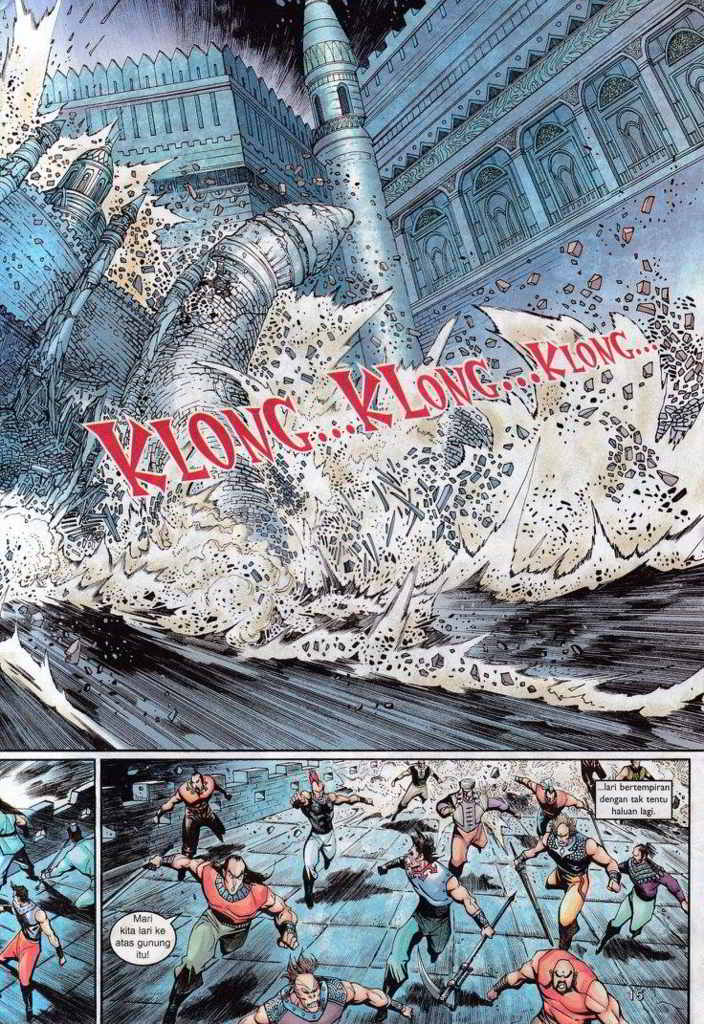 KLONG...KLONG...KLONG...
...lari bertempiran
dengan tak tentu
haluan lagi.
Mari
kita lari ke
atas gunung
itu!
15